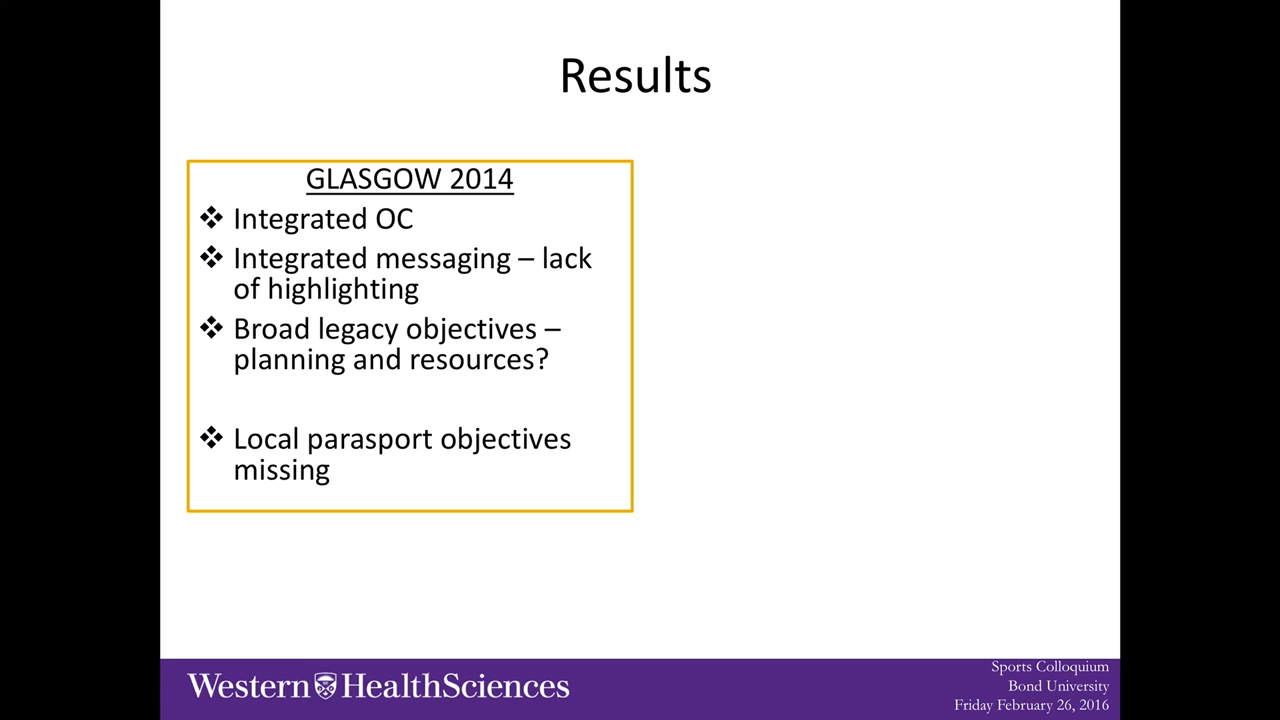 Results
GLASGOW 2014
❖ Integrated OC
❖ Integrated messaging – lack
of highlighting
❖ Broad legacy objectives –
planning and resources?
❖ Local parasport objectives
missing
Western HealthSciences
Sports Colloquium
Bond University
Friday February 26, 2016